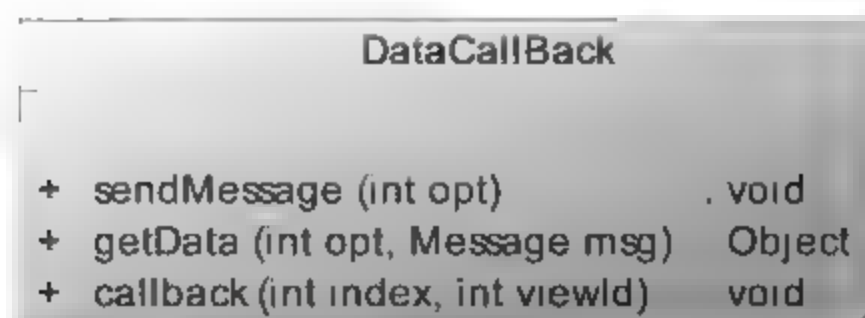 DataCallBack
+ sendMessage (int opt) : void
+ getData (int opt, Message msg) Object
+ callback (int index, int viewId) void